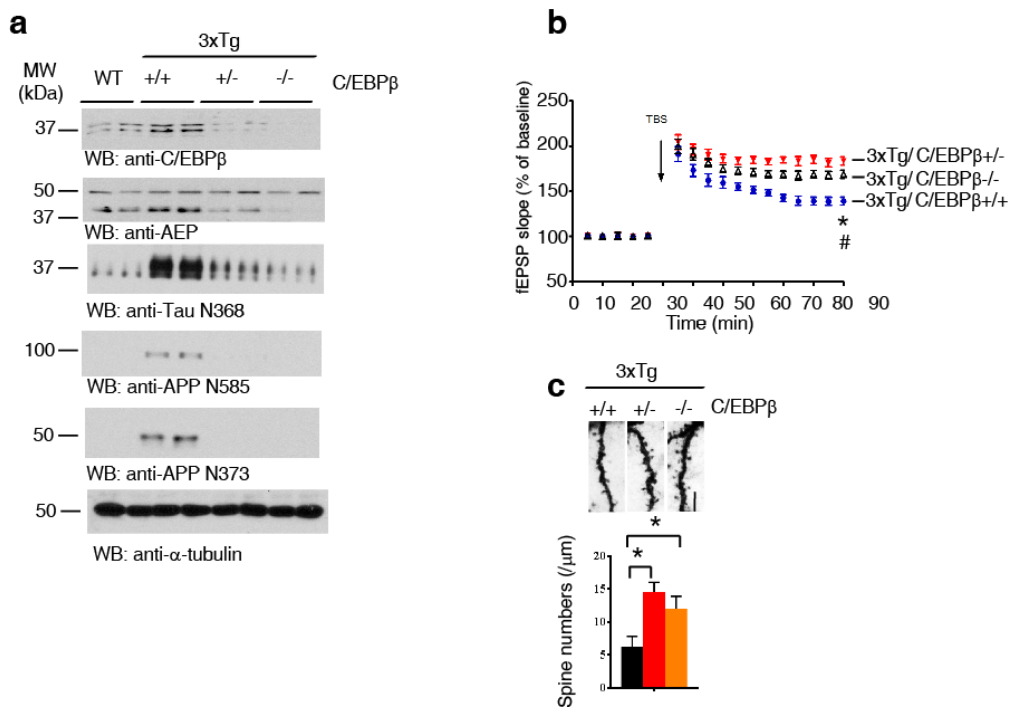 a
3xTg
MW
(kDa)
WT +/+ +/- -/- C/EBPβ
37
WB: anti-C/EBPβ
50
37
WB: anti-AEP
37
WB: anti-Tau N368
100
WB: anti-APP N585
50
WB: anti-APP N373
50
WB: anti-α-tubulin
b
fEPSP slope (% of baseline)
250
200
150
100
50
TBS
3xTg/ C/EBPβ+/-
3xTg/ C/EBPβ-/-
3xTg/ C/EBPβ+/+
*
#
0 10 20 30 40 50 60 70 80 90
Time (min)
c
3xTg
+/+ +/- -/- C/EBPβ
Spine numbers (/μm)
*
*
20
15
10
5
0